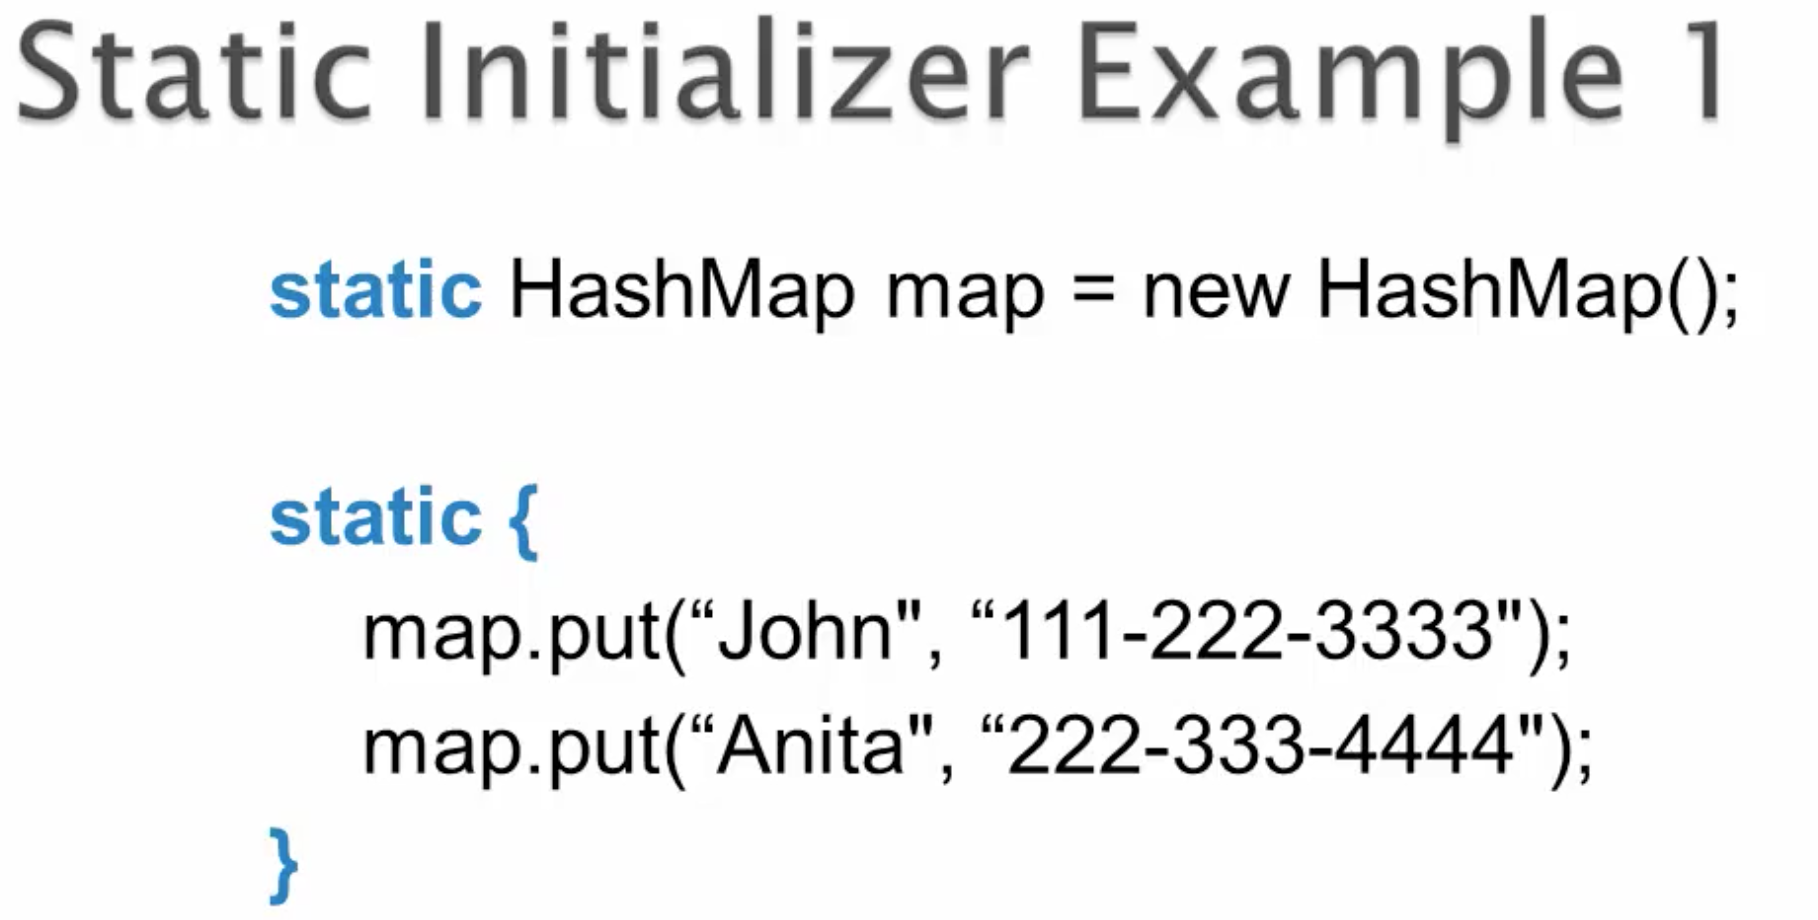 Static Initializer Example 1
static HashMap map = new HashMap();
static {
map.put(“John", “111-222-3333");
map.put(“Anita", “222-333-4444");
}